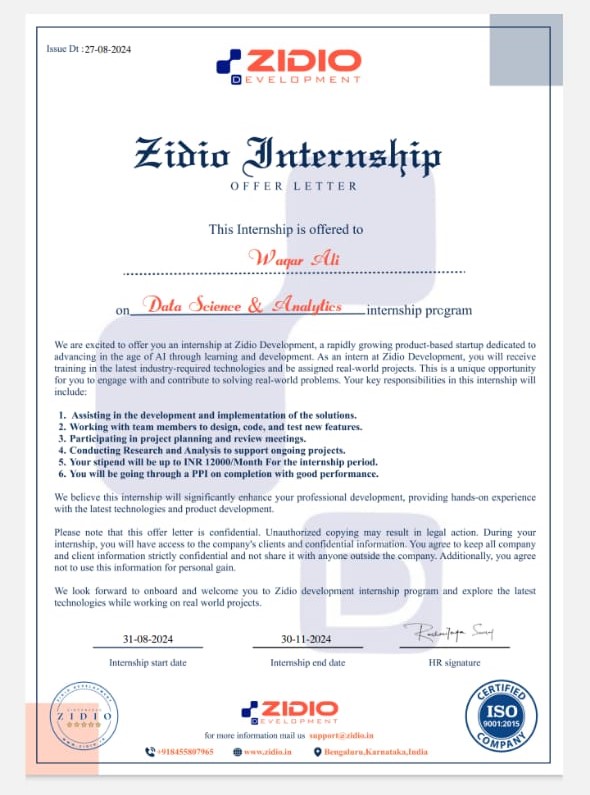 Issue Dt : 27-08-2024
ZIDIO
DEVELOPMENT
Zidio Internship
OFFER LETTER
This Internship is offered to
Waqar Ali
on Data Science & Analytics internship program
We are excited to offer you an internship at Zidio Development, a rapidly growing product-based startup dedicated to
advancing in the age of AI through learning and development. As an intern at Zidio Development, you will receive
training in the latest industry-required technologies and be assigned real-world projects. This is a unique opportunity
for you to engage with and contribute to solving real-world problems. Your key responsibilities in this internship will
include:
1. Assisting in the development and implementation of the solutions.
2. Working with team members to design, code, and test new features.
3. Participating in project planning and review meetings.
4. Conducting Research and Analysis to support ongoing projects.
5. Your stipend will be up to INR 12000/Month For the internship period.
6. You will be going through a PPI on completion with good performance.
We believe this internship will significantly enhance your professional development, providing hands-on experience
with the latest technologies and product development.
Please note that this offer letter is confidential. Unauthorized copying may result in legal action. During your
internship, you will have access to the company's clients and confidential information. You agree to keep all company
and client information strictly confidential and not share it with anyone outside the company. Additionally, you agree
not to use this information for personal gain.
We look forward to onboard and welcome you to Zidio development internship program and explore the latest
technologies while working on real world projects.
31-08-2024 30-11-2024
Internship start date Internship end date HR signature
ZIDIO DEVELOPMENT
ZIDIO
www.zidio.in
ZIDIO
DEVELOPMENT
CERTIFIED
ISO
9001:2015
COMPANY
for more information mail us support@zidio.in
+918455807965 www.zidio.in Bengaluru,Karnataka,India